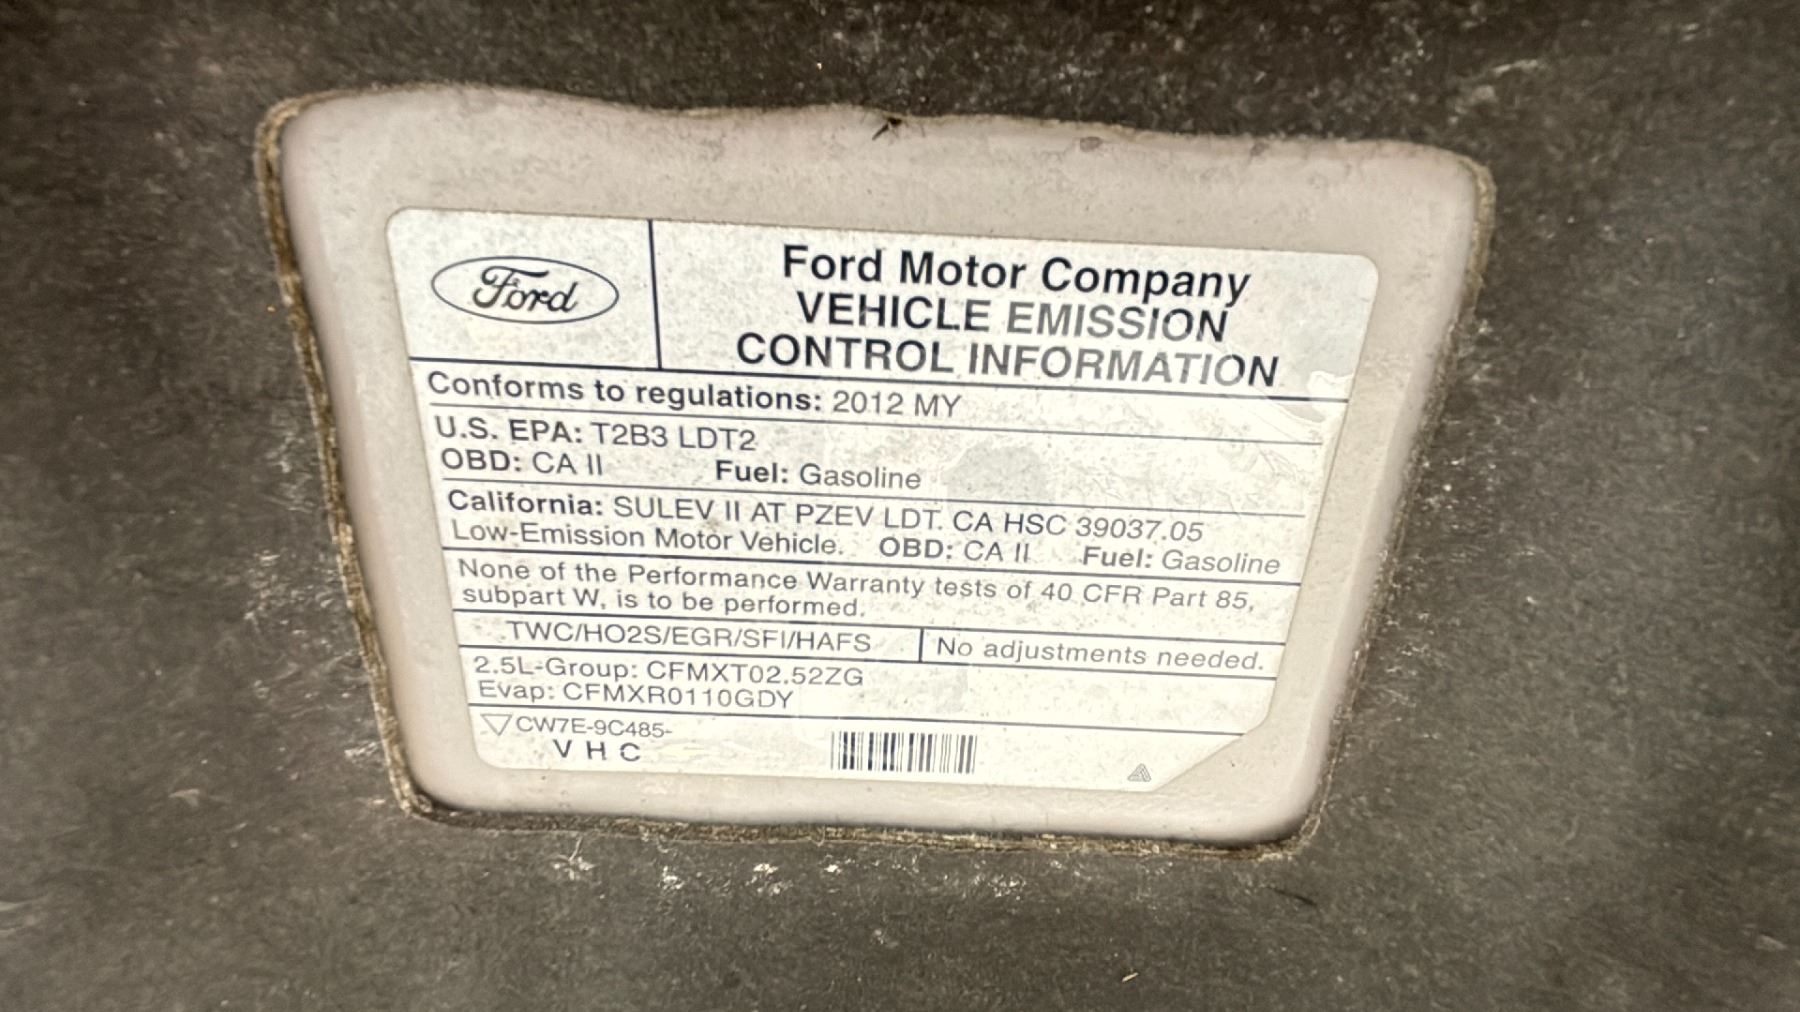 Ford
Ford Motor Company
VEHICLE EMISSION
CONTROL INFORMATION
Conforms to regulations: 2012 MY
U.S. EPA: T2B3 LDT2
OBD: CA II Fuel: Gasoline
California: SULEV II AT PZEV LDT. CA HSC 39037.05
Low-Emission Motor Vehicle. OBD: CA II Fuel: Gasoline
None of the Performance Warranty tests of 40 CFR Part 85,
subpart W, is to be performed.
TWC/HO2S/EGR/SFI/HAFS No adjustments needed.
2.5L-Group: CFMXT02.52ZG
Evap: CFMXR0110GDY
CW7E-9C485-
V H C